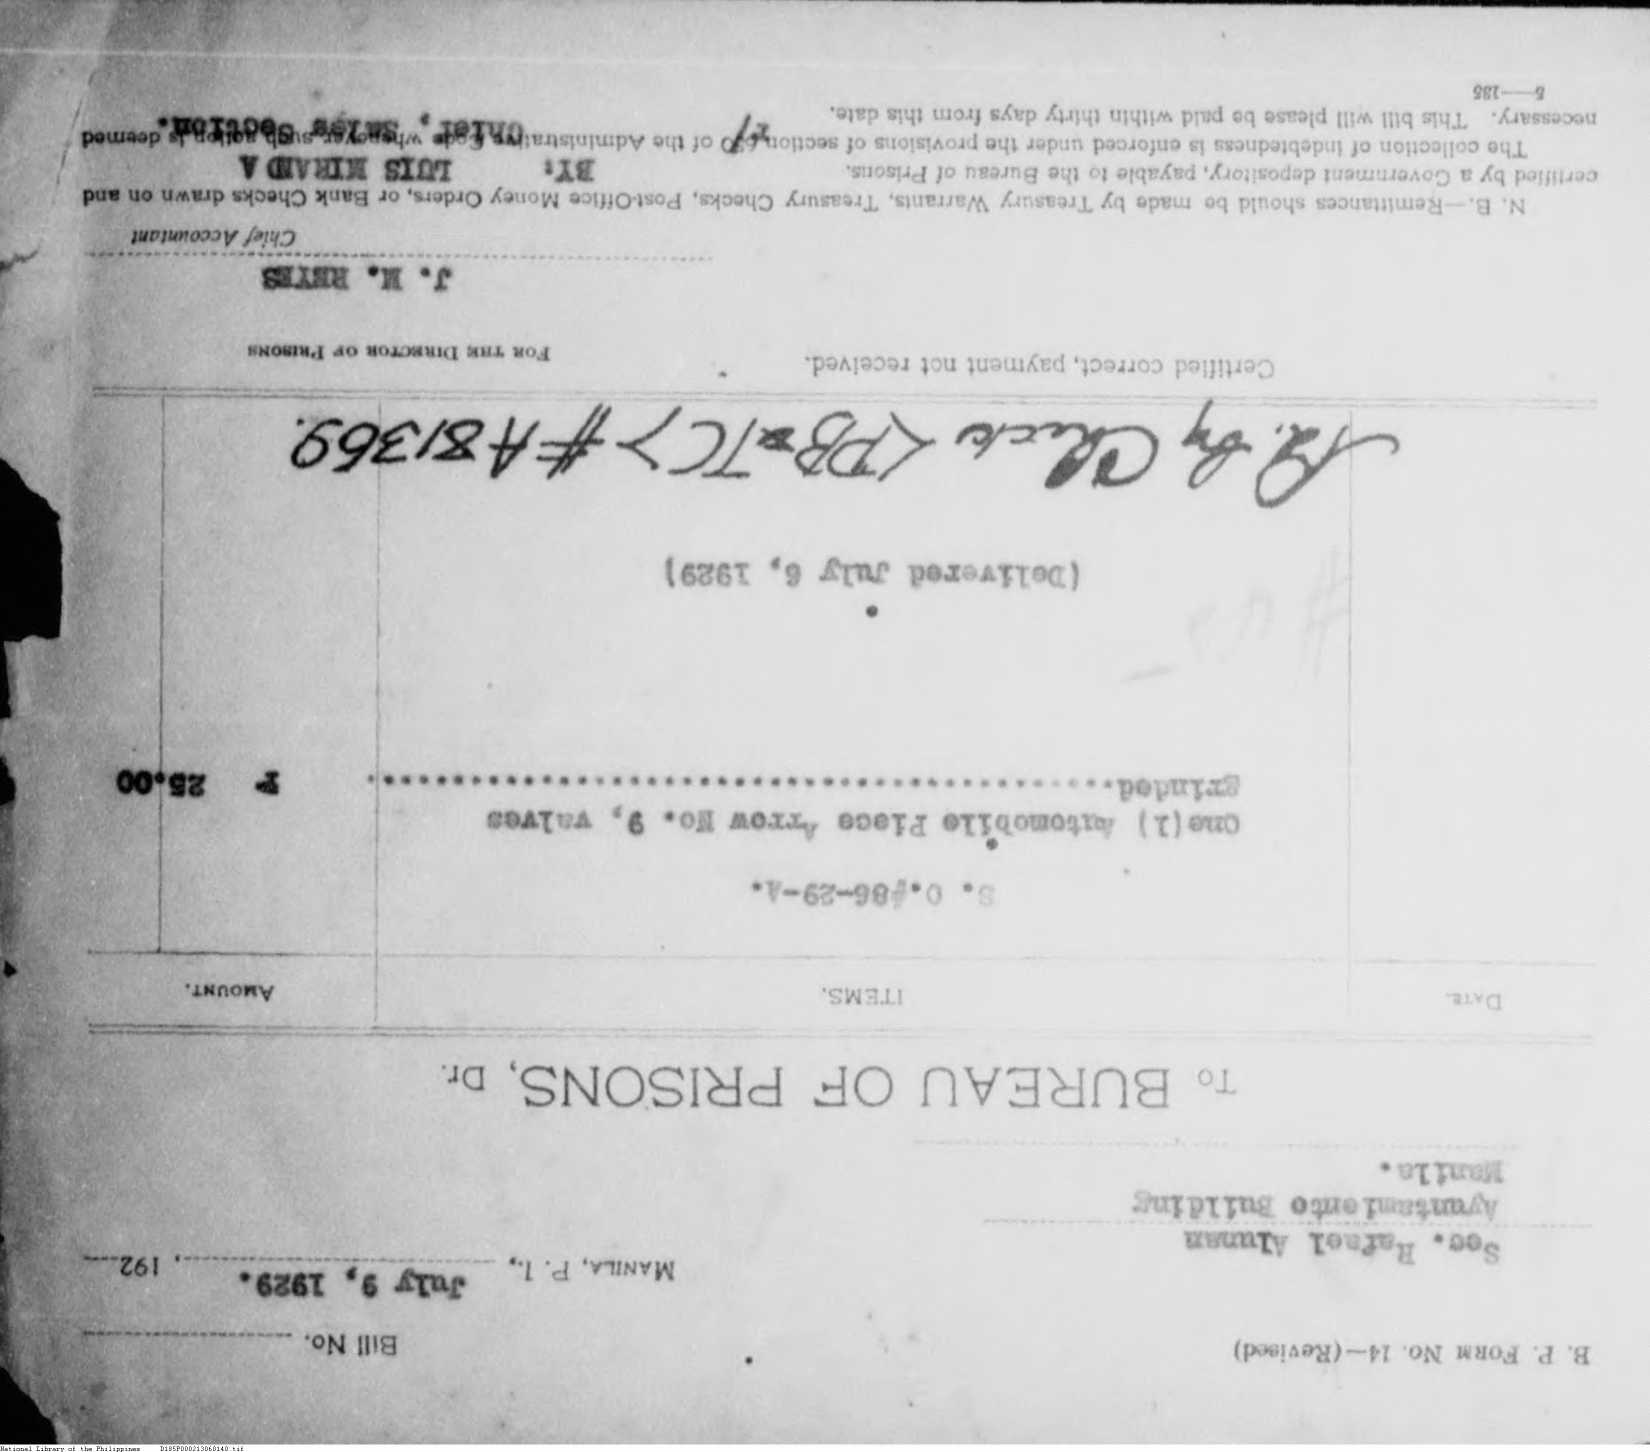 B. P. FORM NO. 14—(Revised)
Bill No.
MANILA, P. I., July 9, 1929. , 192
Sec. Rafael Alunan
Ayuntamiento Building
Manila.
To BUREAU OF PRISONS, Dr.
DATE. ITEMS. AMOUNT.
S. O.#86-29-A.
One(1) Automobile Piece Arrow No. 9, valves
grinded. ₱ 25.00
(Delivered July 6, 1929)
Pd. by Check (PB-TC) # A 81369.
Certified correct, payment not received.
FOR THE DIRECTOR OF PRISONS
J. M. REYES
Chief Accountant
N. B.—Remittances should be made by Treasury Warrants, Treasury Checks, Post-Office Money Orders, or Bank Checks drawn on and
certified by a Government depository, payable to the Bureau of Prisons.
BY: LUIS MIRANDA
The collection of indebtedness is enforced under the provisions of section of the Administrative Code whenever such action is deemed
Chief, Sales Section.
necessary. This bill will please be paid within thirty days from this date.
5——185
National Library of the Philippines D185P000213060140.tif